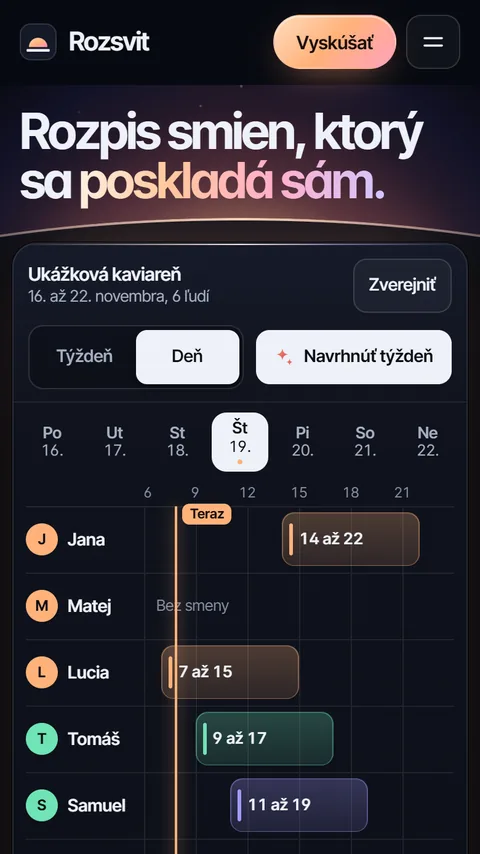 Rozsvit
Vyskúšať
Rozpis smien, ktorý
sa poskladá sám.
Ukážková kaviareň
16. až 22. novembra, 6 ľudí
Zverejniť
Týždeň
Deň
Navrhnúť týždeň
Po Ut St Št Pi So Ne
16. 17. 18. 19. 20. 21. 22.
6 9 12 15 18 21
Teraz
J Jana 14 až 22
M Matej Bez smeny
L Lucia 7 až 15
T Tomáš 9 až 17
S Samuel 11 až 19